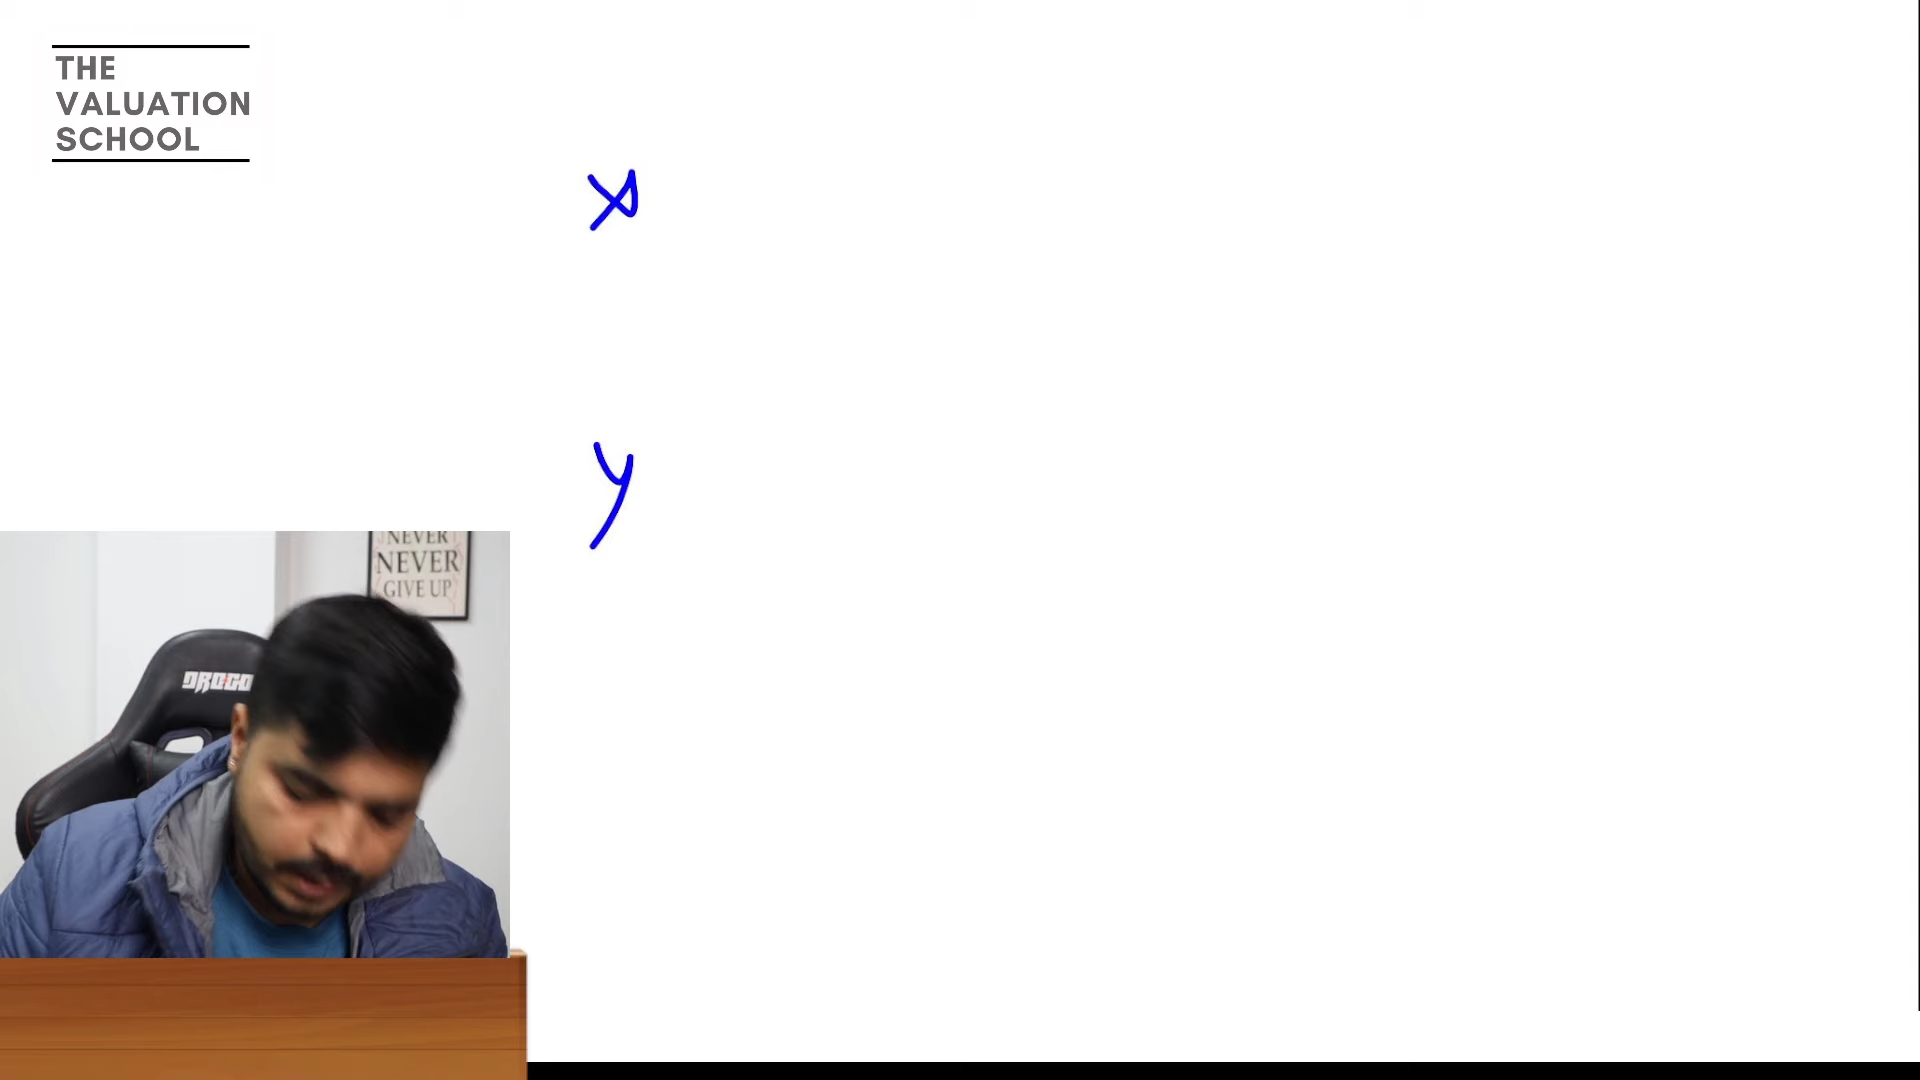 THE
VALUATION
SCHOOL
x
y
NEVER
NEVER
GIVE UP